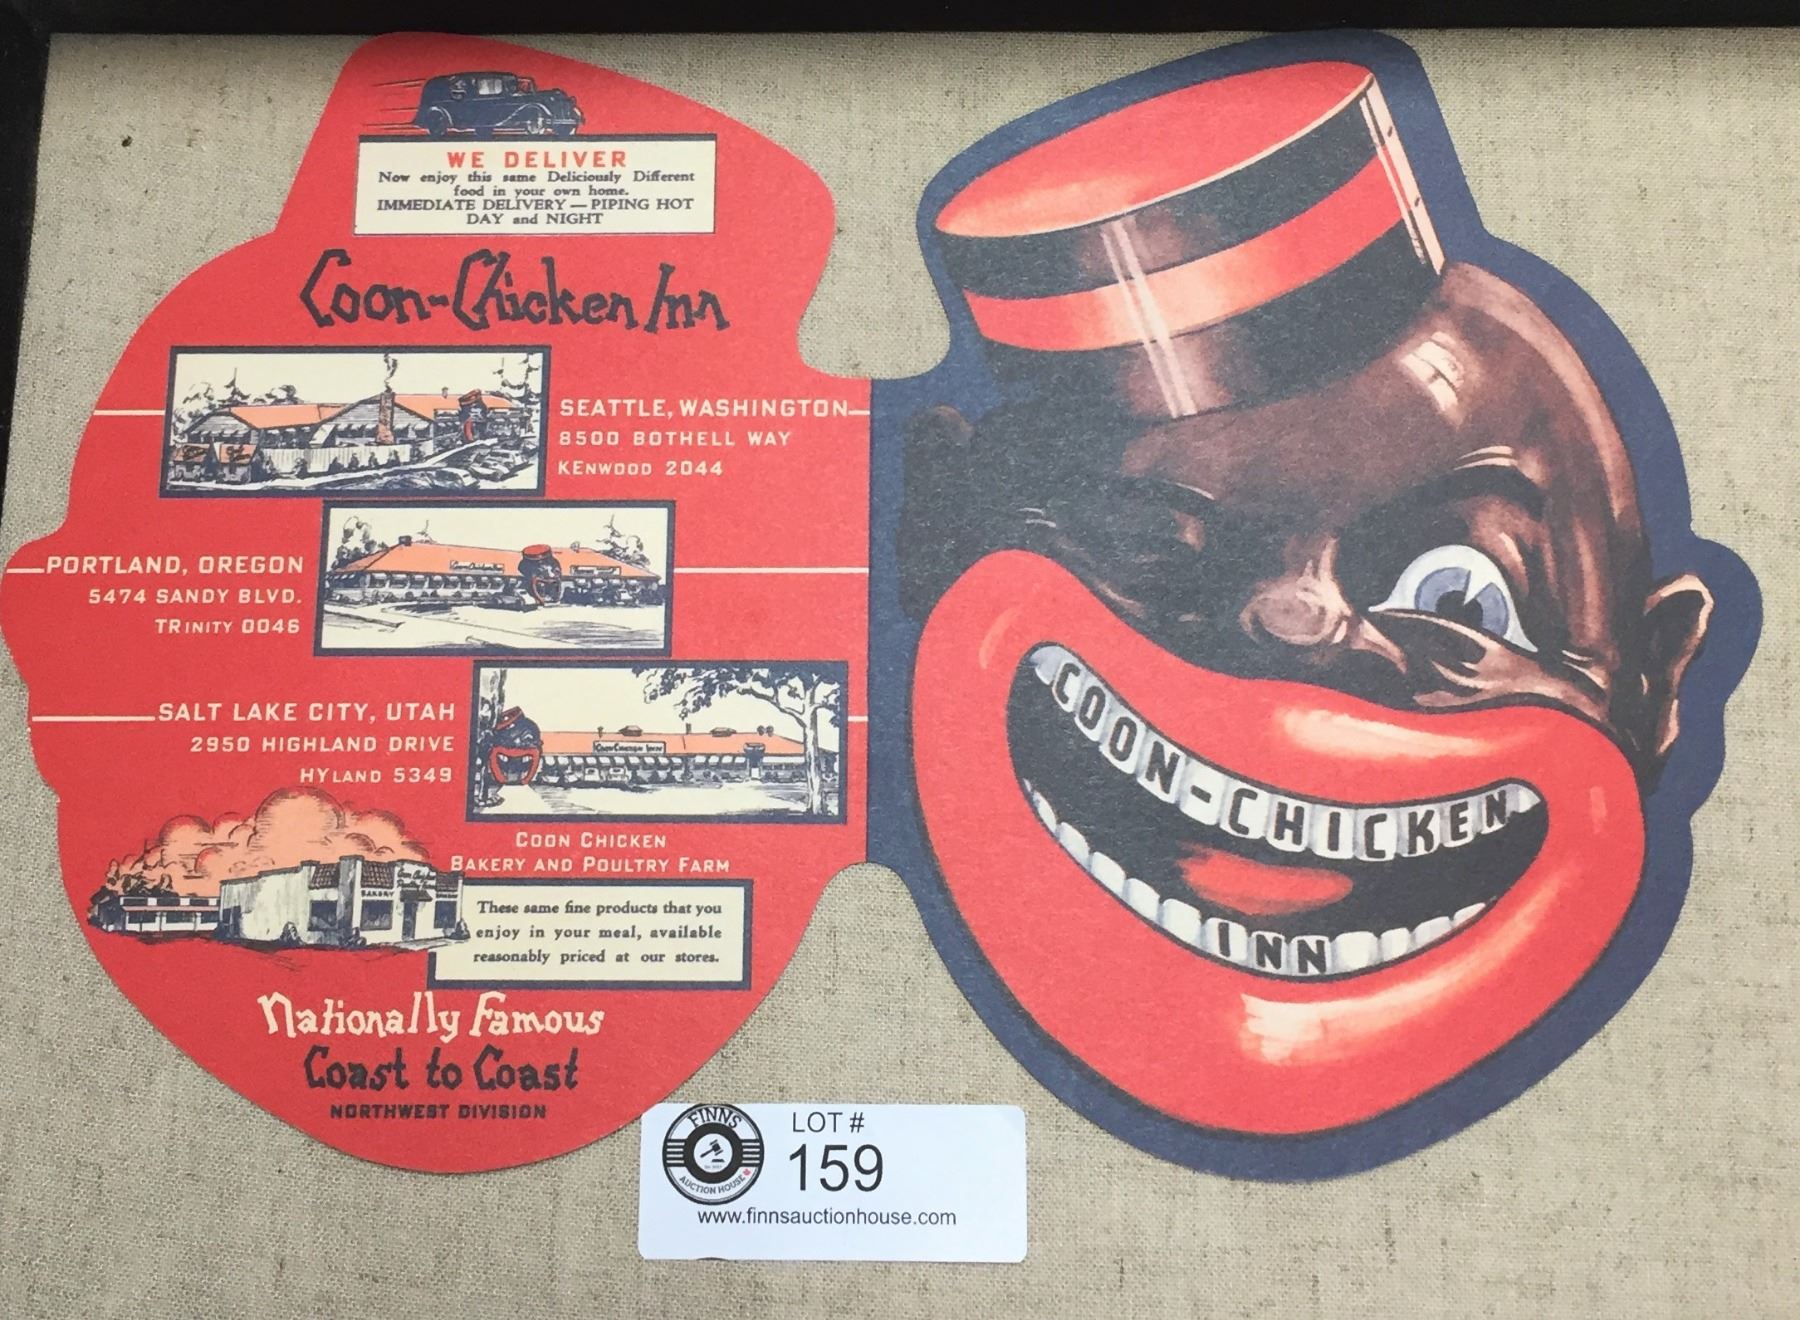 WE DELIVER
Now enjoy this same Deliciously Different
food in your own home.
IMMEDIATE DELIVERY — PIPING HOT
DAY and NIGHT
Coon-Chicken Inn
SEATTLE, WASHINGTON
8500 BOTHELL WAY
KENWOOD 2044
PORTLAND, OREGON
5474 SANDY BLVD.
TRINITY 0046
SALT LAKE CITY, UTAH
2950 HIGHLAND DRIVE
HYLAND 5349
COON CHICKEN INN
COON CHICKEN
BAKERY AND POULTRY FARM
BAKERY
These same fine products that you
enjoy in your meal, available
reasonably priced at our stores.
Nationally Famous
Coast to Coast
NORTHWEST DIVISION
COON-CHICKEN
INN
FINNS
AUCTION HOUSE
LOT #
159
www.finnsauctionhouse.com